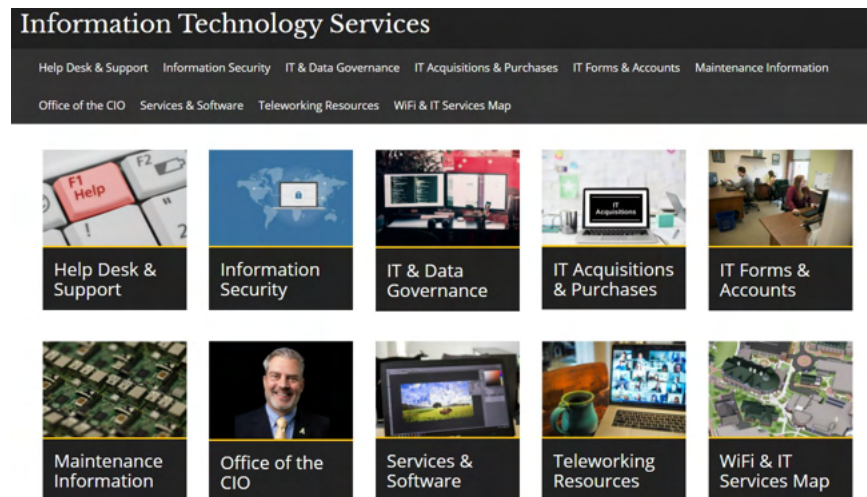 Information Technology Services
Help Desk & Support Information Security IT & Data Governance IT Acquisitions & Purchases IT Forms & Accounts Maintenance Information
Office of the CIO Services & Software Teleworking Resources WiFi & IT Services Map
F1
Help
F2
!
"
2
IT
Acquisitions
Help Desk &
Support
Information
Security
IT & Data
Governance
IT Acquisitions
& Purchases
IT Forms &
Accounts
Maintenance
Information
Office of the
CIO
Services &
Software
Teleworking
Resources
WiFi & IT
Services Map